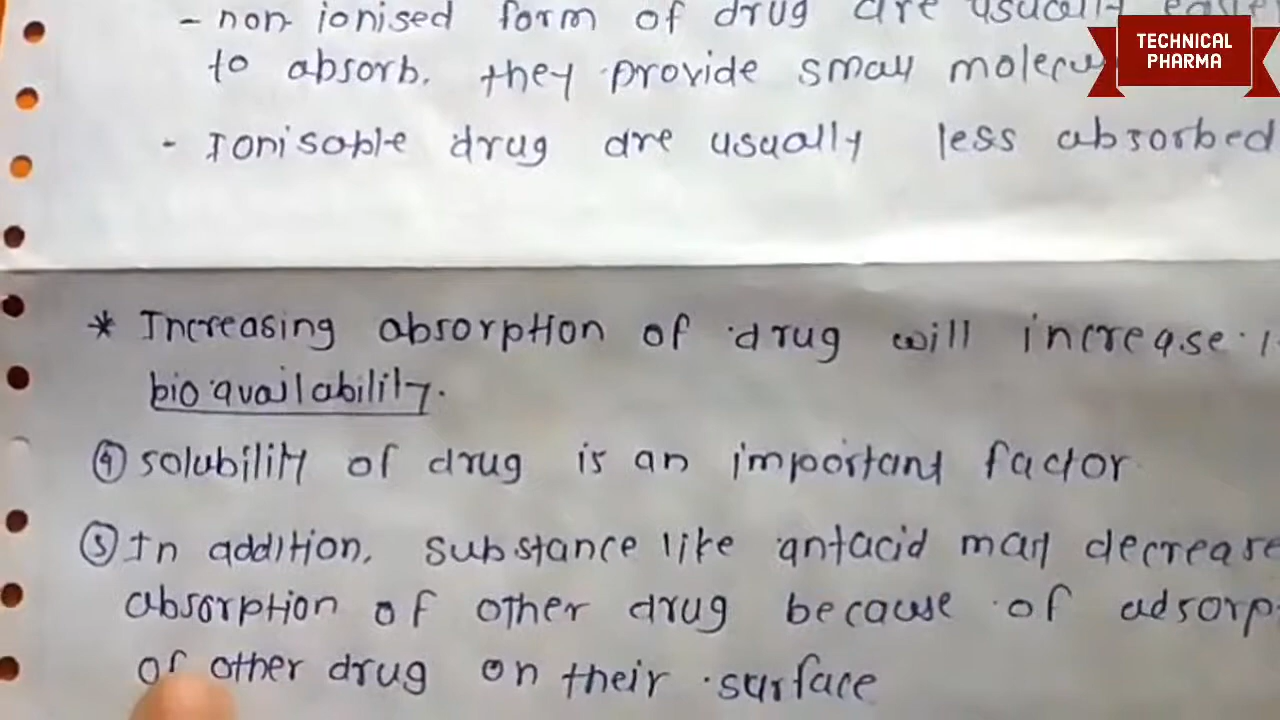 - non-ionised form of drug are usually
to absorb. they provide small
- Ionisable drug are usually less absorbed
TECHNICAL
PHARMA
* Increasing absorption of drug will increase
bioavailability.
④ solubility of drug is an important factor
⑤ In addition, substance like antacid may decrease
absorption of other drug because of
of other drug on their surface